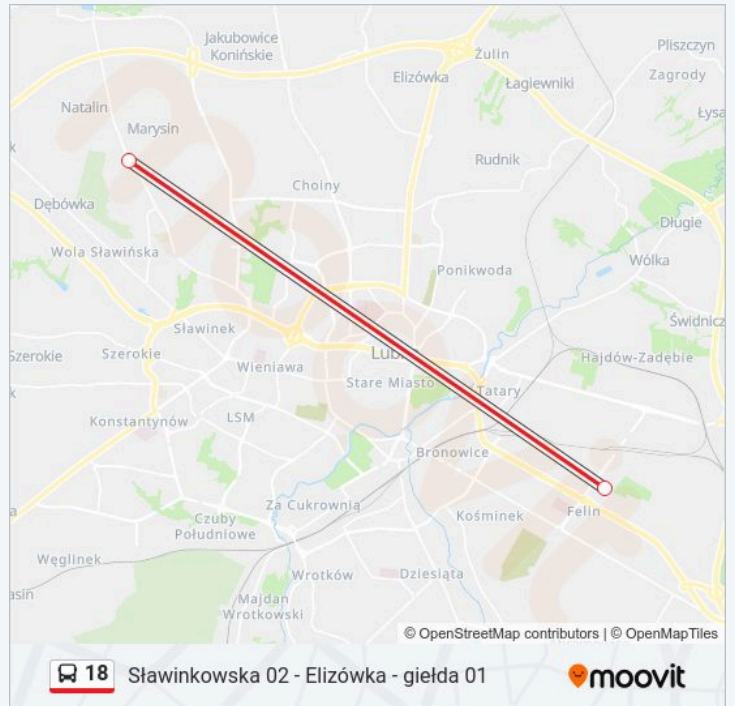 Jakubowice
Konińskie
Żulin
Pliszczyn
Elizówka
Łagiewniki
Zagrody
Natalin
Marysin
Rudnik
Choiny
Dębówka
Długie
Wola Sławińska
Ponikwoda
Wólka
Sławinek
Świdnic
Szerokie
Szerokie
Wieniawa
Stare Miasto
Hajdów-Zadębie
Tatary
Konstantynów
LSM
Bronowice
Za Cukrownią
Kośminek
Felin
Czuby
Południowe
Węglinek
Wrotków
Dziesiąta
Majdan
Wrotkowski
© OpenStreetMap contributors | © OpenMapTiles
18 Sławinkowska 02 - Elizówka - giełda 01
moovit